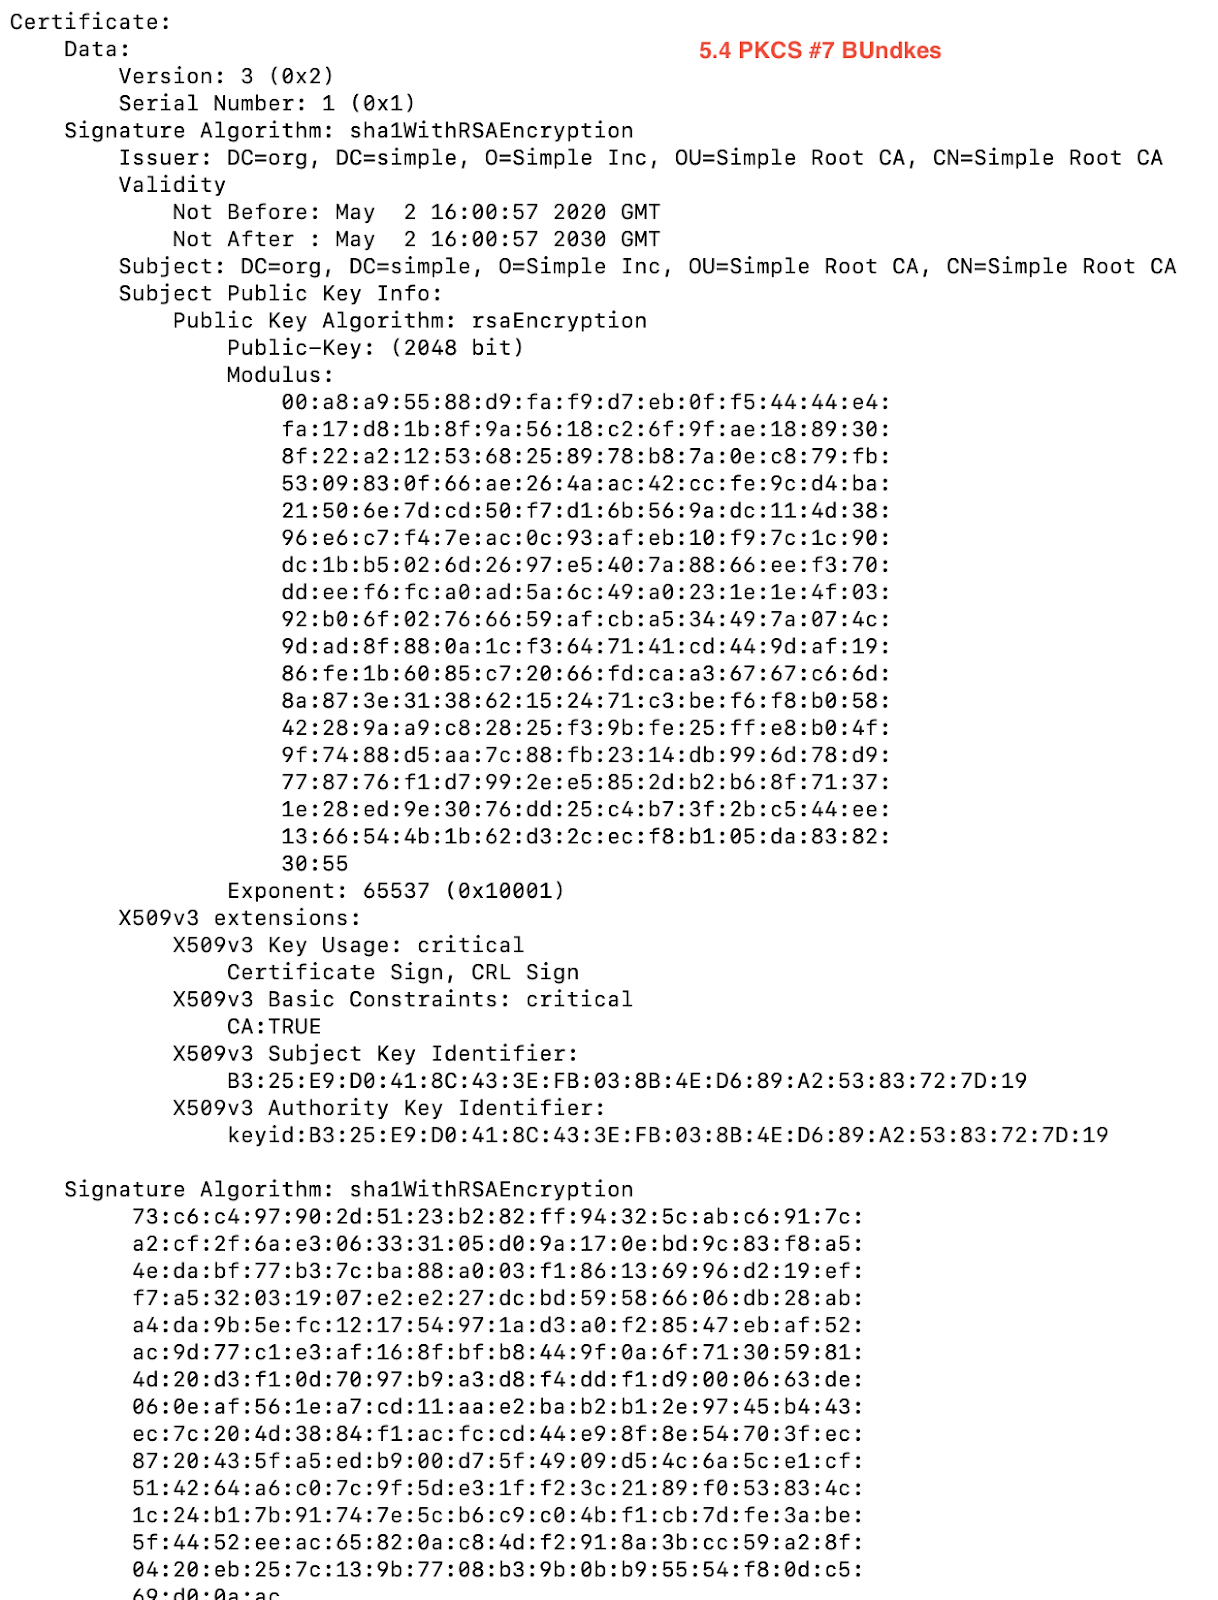 Certificate:
Data:
5.4 PKCS #7 BUndkes
Version: 3 (0x2)
Serial Number: 1 (0x1)
Signature Algorithm: sha1WithRSAEncryption
Issuer: DC=org, DC=simple, O=Simple Inc, OU=Simple Root CA, CN=Simple Root CA
Validity
Not Before: May  2 16:00:57 2020 GMT
Not After : May  2 16:00:57 2030 GMT
Subject: DC=org, DC=simple, O=Simple Inc, OU=Simple Root CA, CN=Simple Root CA
Subject Public Key Info:
Public Key Algorithm: rsaEncryption
Public-Key: (2048 bit)
Modulus:
00:a8:a9:55:88:d9:fa:f9:d7:eb:0f:f5:44:44:e4:
fa:17:d8:1b:8f:9a:56:18:c2:6f:9f:ae:18:89:30:
8f:22:a2:12:53:68:25:89:78:b8:7a:0e:c8:79:fb:
53:09:83:0f:66:ae:26:4a:ac:42:cc:fe:9c:d4:ba:
21:50:6e:7d:cd:50:f7:d1:6b:56:9a:dc:11:4d:38:
96:e6:c7:f4:7e:ac:0c:93:af:eb:10:f9:7c:1c:90:
dc:1b:b5:02:6d:26:97:e5:40:7a:88:66:ee:f3:70:
dd:ee:f6:fc:a0:ad:5a:6c:49:a0:23:1e:1e:4f:03:
92:b0:6f:02:76:66:59:af:cb:a5:34:49:7a:07:4c:
9d:ad:8f:88:0a:1c:f3:64:71:41:cd:44:9d:af:19:
86:fe:1b:60:85:c7:20:66:fd:ca:a3:67:67:c6:6d:
8a:87:3e:31:38:62:15:24:71:c3:be:f6:f8:b0:58:
42:28:9a:a9:c8:28:25:f3:9b:fe:25:ff:e8:b0:4f:
9f:74:88:d5:aa:7c:88:fb:23:14:db:99:6d:78:d9:
77:87:76:f1:d7:99:2e:e5:85:2d:b2:b6:8f:71:37:
1e:28:ed:9e:30:76:dd:25:c4:b7:3f:2b:c5:44:ee:
13:66:54:4b:1b:62:d3:2c:ec:f8:b1:05:da:83:82:
30:55
Exponent: 65537 (0x10001)
X509v3 extensions:
X509v3 Key Usage: critical
Certificate Sign, CRL Sign
X509v3 Basic Constraints: critical
CA:TRUE
X509v3 Subject Key Identifier:
B3:25:E9:D0:41:8C:43:3E:FB:03:8B:4E:D6:89:A2:53:83:72:7D:19
X509v3 Authority Key Identifier:
keyid:B3:25:E9:D0:41:8C:43:3E:FB:03:8B:4E:D6:89:A2:53:83:72:7D:19
Signature Algorithm: sha1WithRSAEncryption
73:c6:c4:97:90:2d:51:23:b2:82:ff:94:32:5c:ab:c6:91:7c:
a2:cf:2f:6a:e3:06:33:31:05:d0:9a:17:0e:bd:9c:83:f8:a5:
4e:da:bf:77:b3:7c:ba:88:a0:03:f1:86:13:69:96:d2:19:ef:
f7:a5:32:03:19:07:e2:e2:27:dc:bd:59:58:66:06:db:28:ab:
a4:da:9b:5e:fc:12:17:54:97:1a:d3:a0:f2:85:47:eb:af:52:
ac:9d:77:c1:e3:af:16:8f:bf:b8:44:9f:0a:6f:71:30:59:81:
4d:20:d3:f1:0d:70:97:b9:a3:d8:f4:dd:f1:d9:00:06:63:de:
06:0e:af:56:1e:a7:cd:11:aa:e2:ba:b2:b1:2e:97:45:b4:43:
ec:7c:20:4d:38:84:f1:ac:fc:cd:44:e9:8f:8e:54:70:3f:ec:
87:20:43:5f:a5:ed:b9:00:d7:5f:49:09:d5:4c:6a:5c:e1:cf:
51:42:64:a6:c0:7c:9f:5d:e3:1f:f2:3c:21:89:f0:53:83:4c:
1c:24:b1:7b:91:74:7e:5c:b6:c9:c0:4b:f1:cb:7d:fe:3a:be:
5f:44:52:ee:ac:65:82:0a:c8:4d:f2:91:8a:3b:cc:59:a2:8f:
04:20:eb:25:7c:13:9b:77:08:b3:9b:0b:b9:55:54:f8:0d:c5:
69:d0:0a:ac